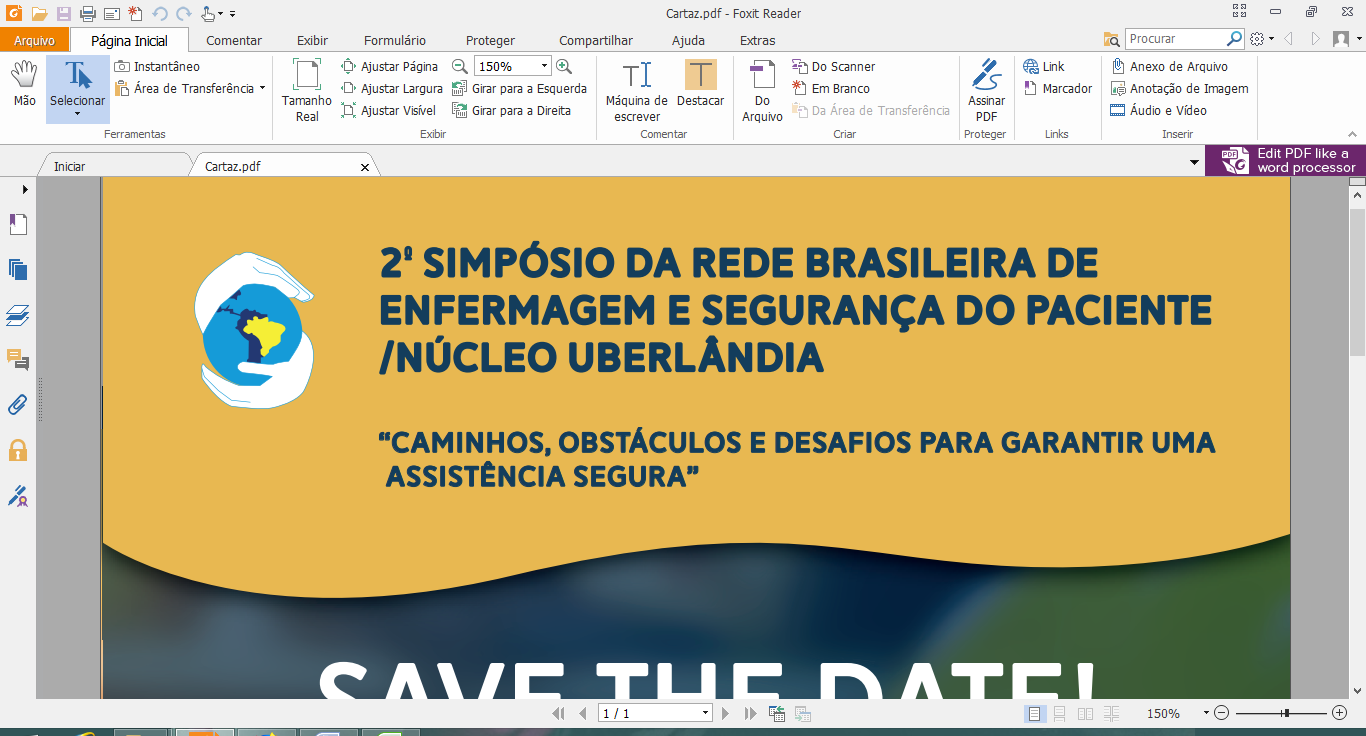 Cartaz.pdf - Foxit Reader
Arquivo
Página Inicial
Comentar
Exibir
Formulário
Proteger
Compartilhar
Ajuda
Extras
Procurar
Mão
Selecionar
Instantâneo
Área de Transferência
Ferramentas
Tamanho
Real
Ajustar Página
Ajustar Largura
Ajustar Visível
150%
Girar para a Esquerda
Girar para a Direita
Exibir
Máquina de
escrever
Destacar
Comentar
Do
Arquivo
Do Scanner
Em Branco
Da Área de Transferência
Criar
Assinar
PDF
Proteger
Link
Marcador
Links
Anexo de Arquivo
Anotação de Imagem
Áudio e Vídeo
Inserir
Iniciar
Cartaz.pdf
PDF
Edit PDF like a
word processor
2º SIMPÓSIO DA REDE BRASILEIRA DE
ENFERMAGEM E SEGURANÇA DO PACIENTE
/NÚCLEO UBERLÂNDIA
“CAMINHOS, OBSTÁCULOS E DESAFIOS PARA GARANTIR UMA
ASSISTÊNCIA SEGURA”
SAVE THE DATE!
1 / 1
150%